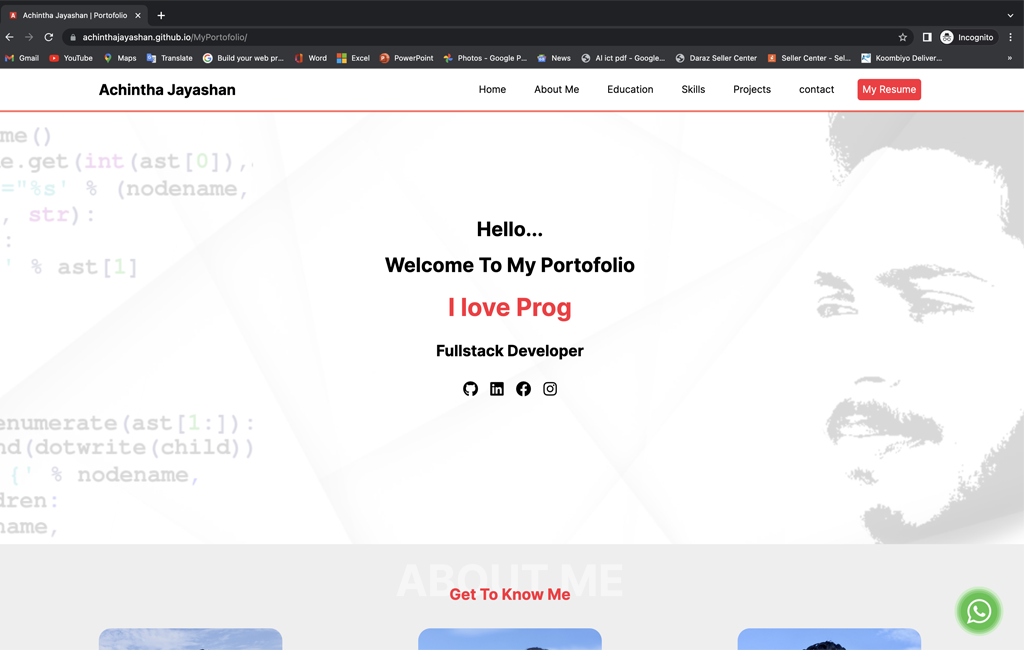 Achintha Jayashan | Portofolio
achinthajayashan.github.io/MyPortofolio/
Incognito
Gmail YouTube Maps Translate Build your web pr... Word Excel PowerPoint Photos - Google P... News Al ict pdf - Google... Daraz Seller Center Seller Center - Sel... Koombiyo Deliver... »
Achintha Jayashan
Home About Me Education Skills Projects contact My Resume
me()
e.get(int(ast[0]),
="%s' % (nodename,
, str):
:
' % ast[1]
Hello...
Welcome To My Portofolio
I love Prog
Fullstack Developer
enumerate(ast[1:]):
nd(dotwrite(child))
{' % nodename,
dren:
name,
ABOUT ME
Get To Know Me